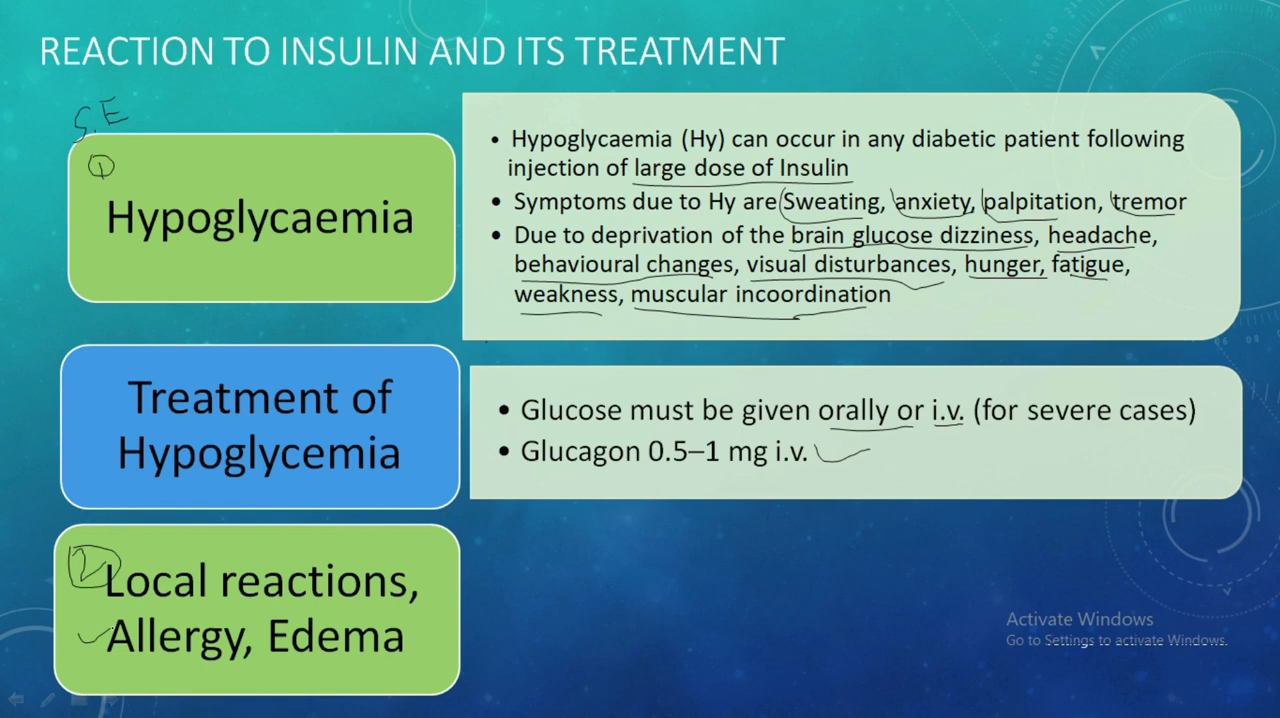 REACTION TO INSULIN AND ITS TREATMENT
S.E
1
Hypoglycaemia
• Hypoglycaemia (Hy) can occur in any diabetic patient following
injection of large dose of Insulin
• Symptoms due to Hy are Sweating, anxiety, palpitation, tremor
• Due to deprivation of the brain glucose dizziness, headache,
behavioural changes, visual disturbances, hunger, fatigue,
weakness, muscular incoordination
Treatment of
Hypoglycemia
• Glucose must be given orally or i.v. (for severe cases)
• Glucagon 0.5–1 mg i.v.
2
Local reactions,
Allergy, Edema
Activate Windows
Go to Settings to activate Windows.